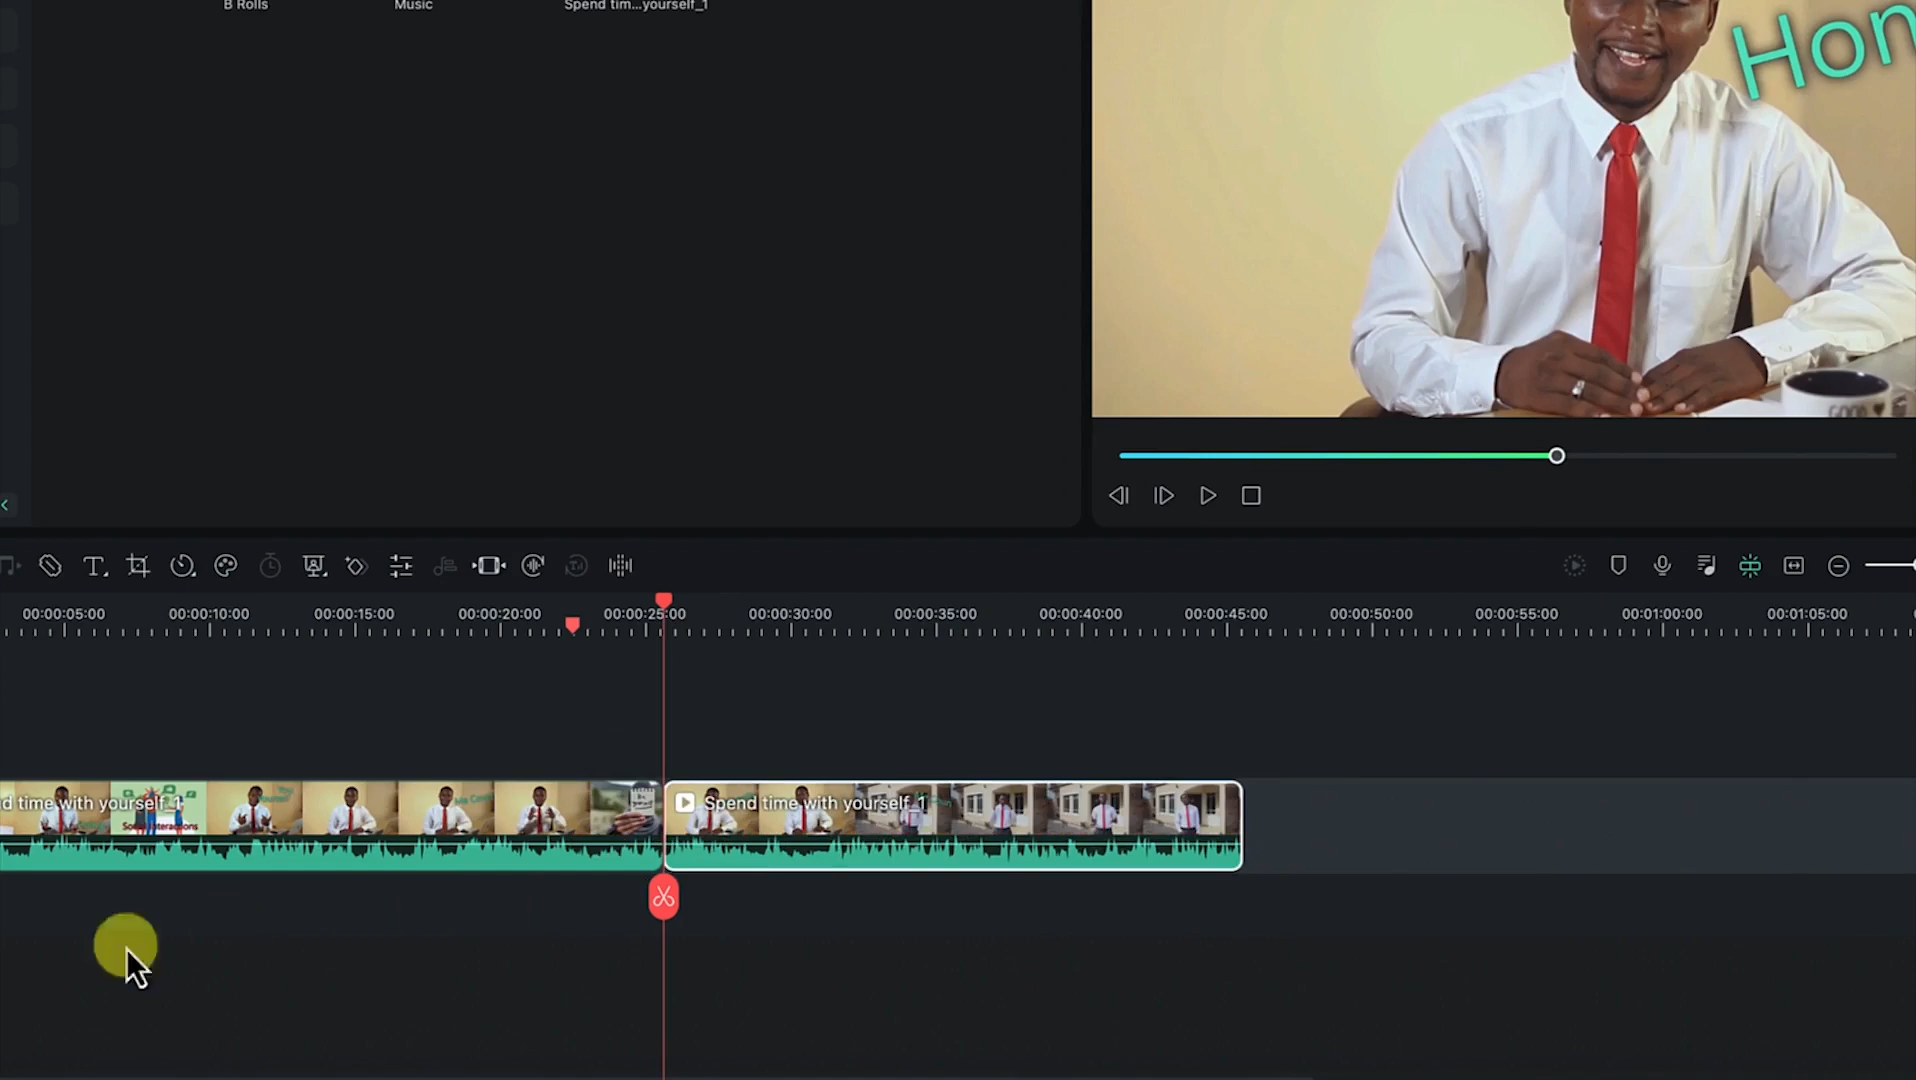 B Rolls
Music
Spend tim...yourself_1
Hon
GOOD
00:00:05:00
00:00:10:00
00:00:15:00
00:00:20:00
00:00:25:00
00:00:30:00
00:00:35:00
00:00:40:00
00:00:45:00
00:00:50:00
00:00:55:00
00:01:00:00
00:01:05:00
d time with yourself_1
Social Interactions
Spend time with yourself_1